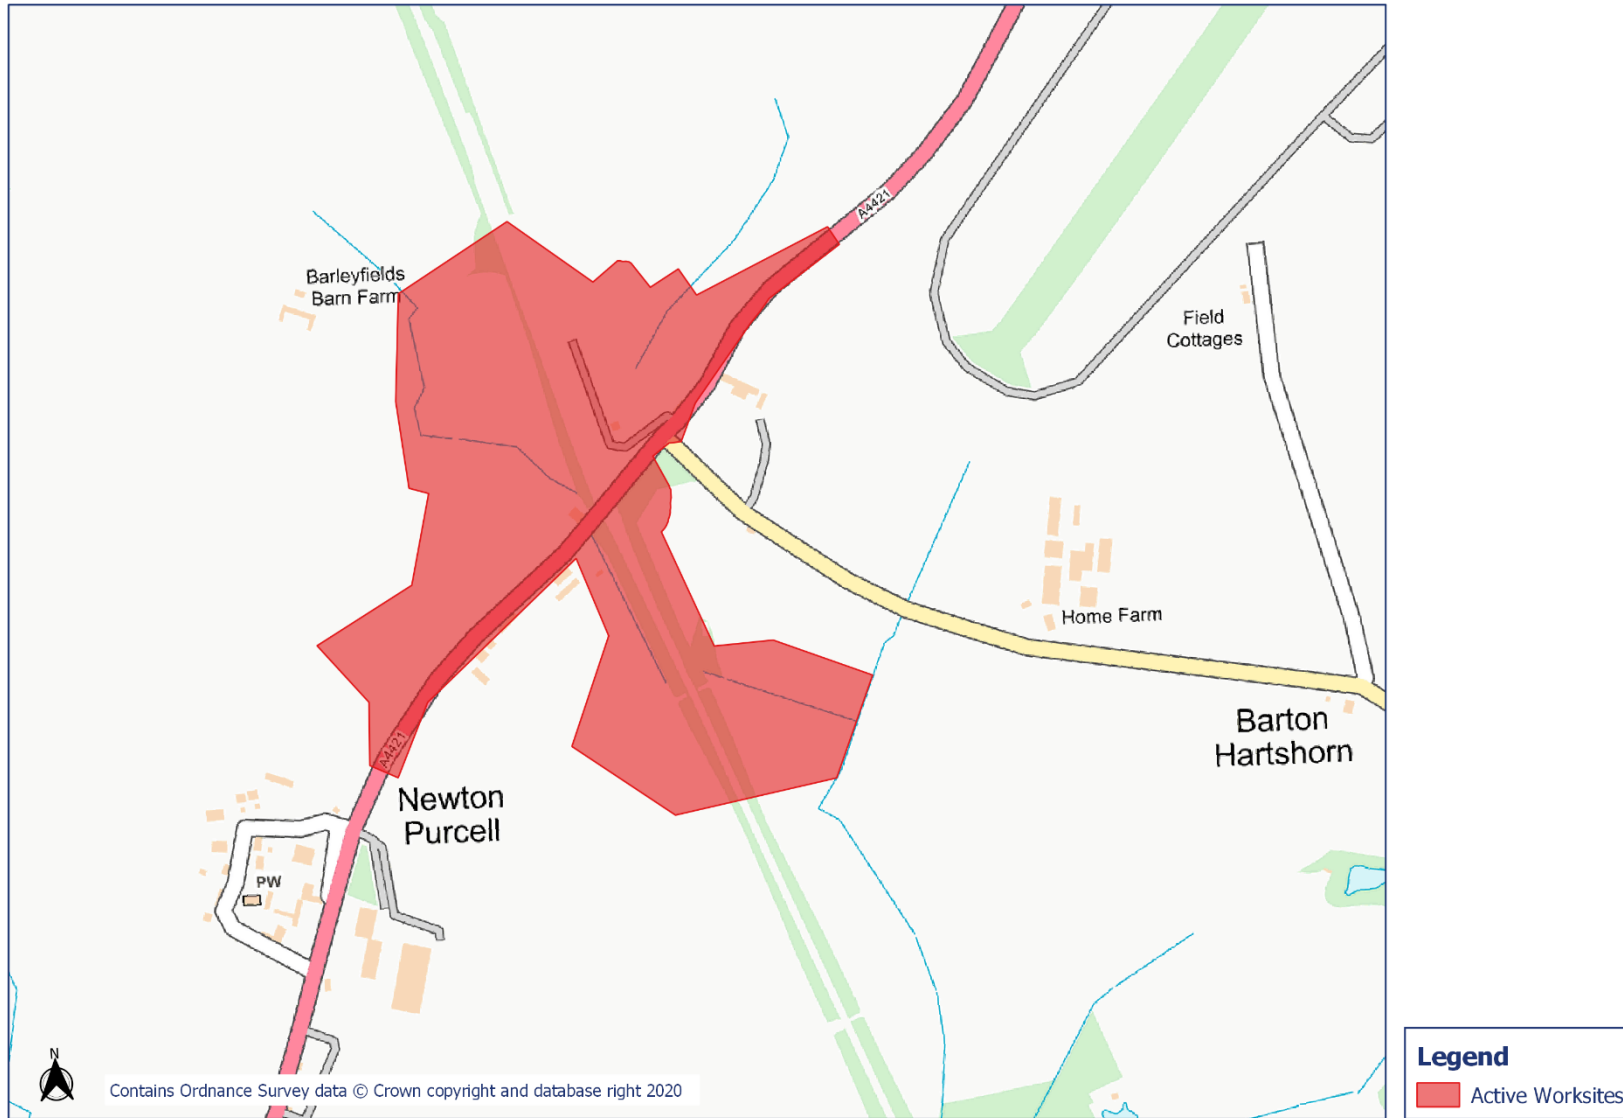 A4421
Barleyfields
Barn Farm
Field
Cottages
Home Farm
Barton
Hartshorn
A4421
Newton
Purcell
PW
N
Contains Ordnance Survey data © Crown copyright and database right 2020
Legend
Active Worksites